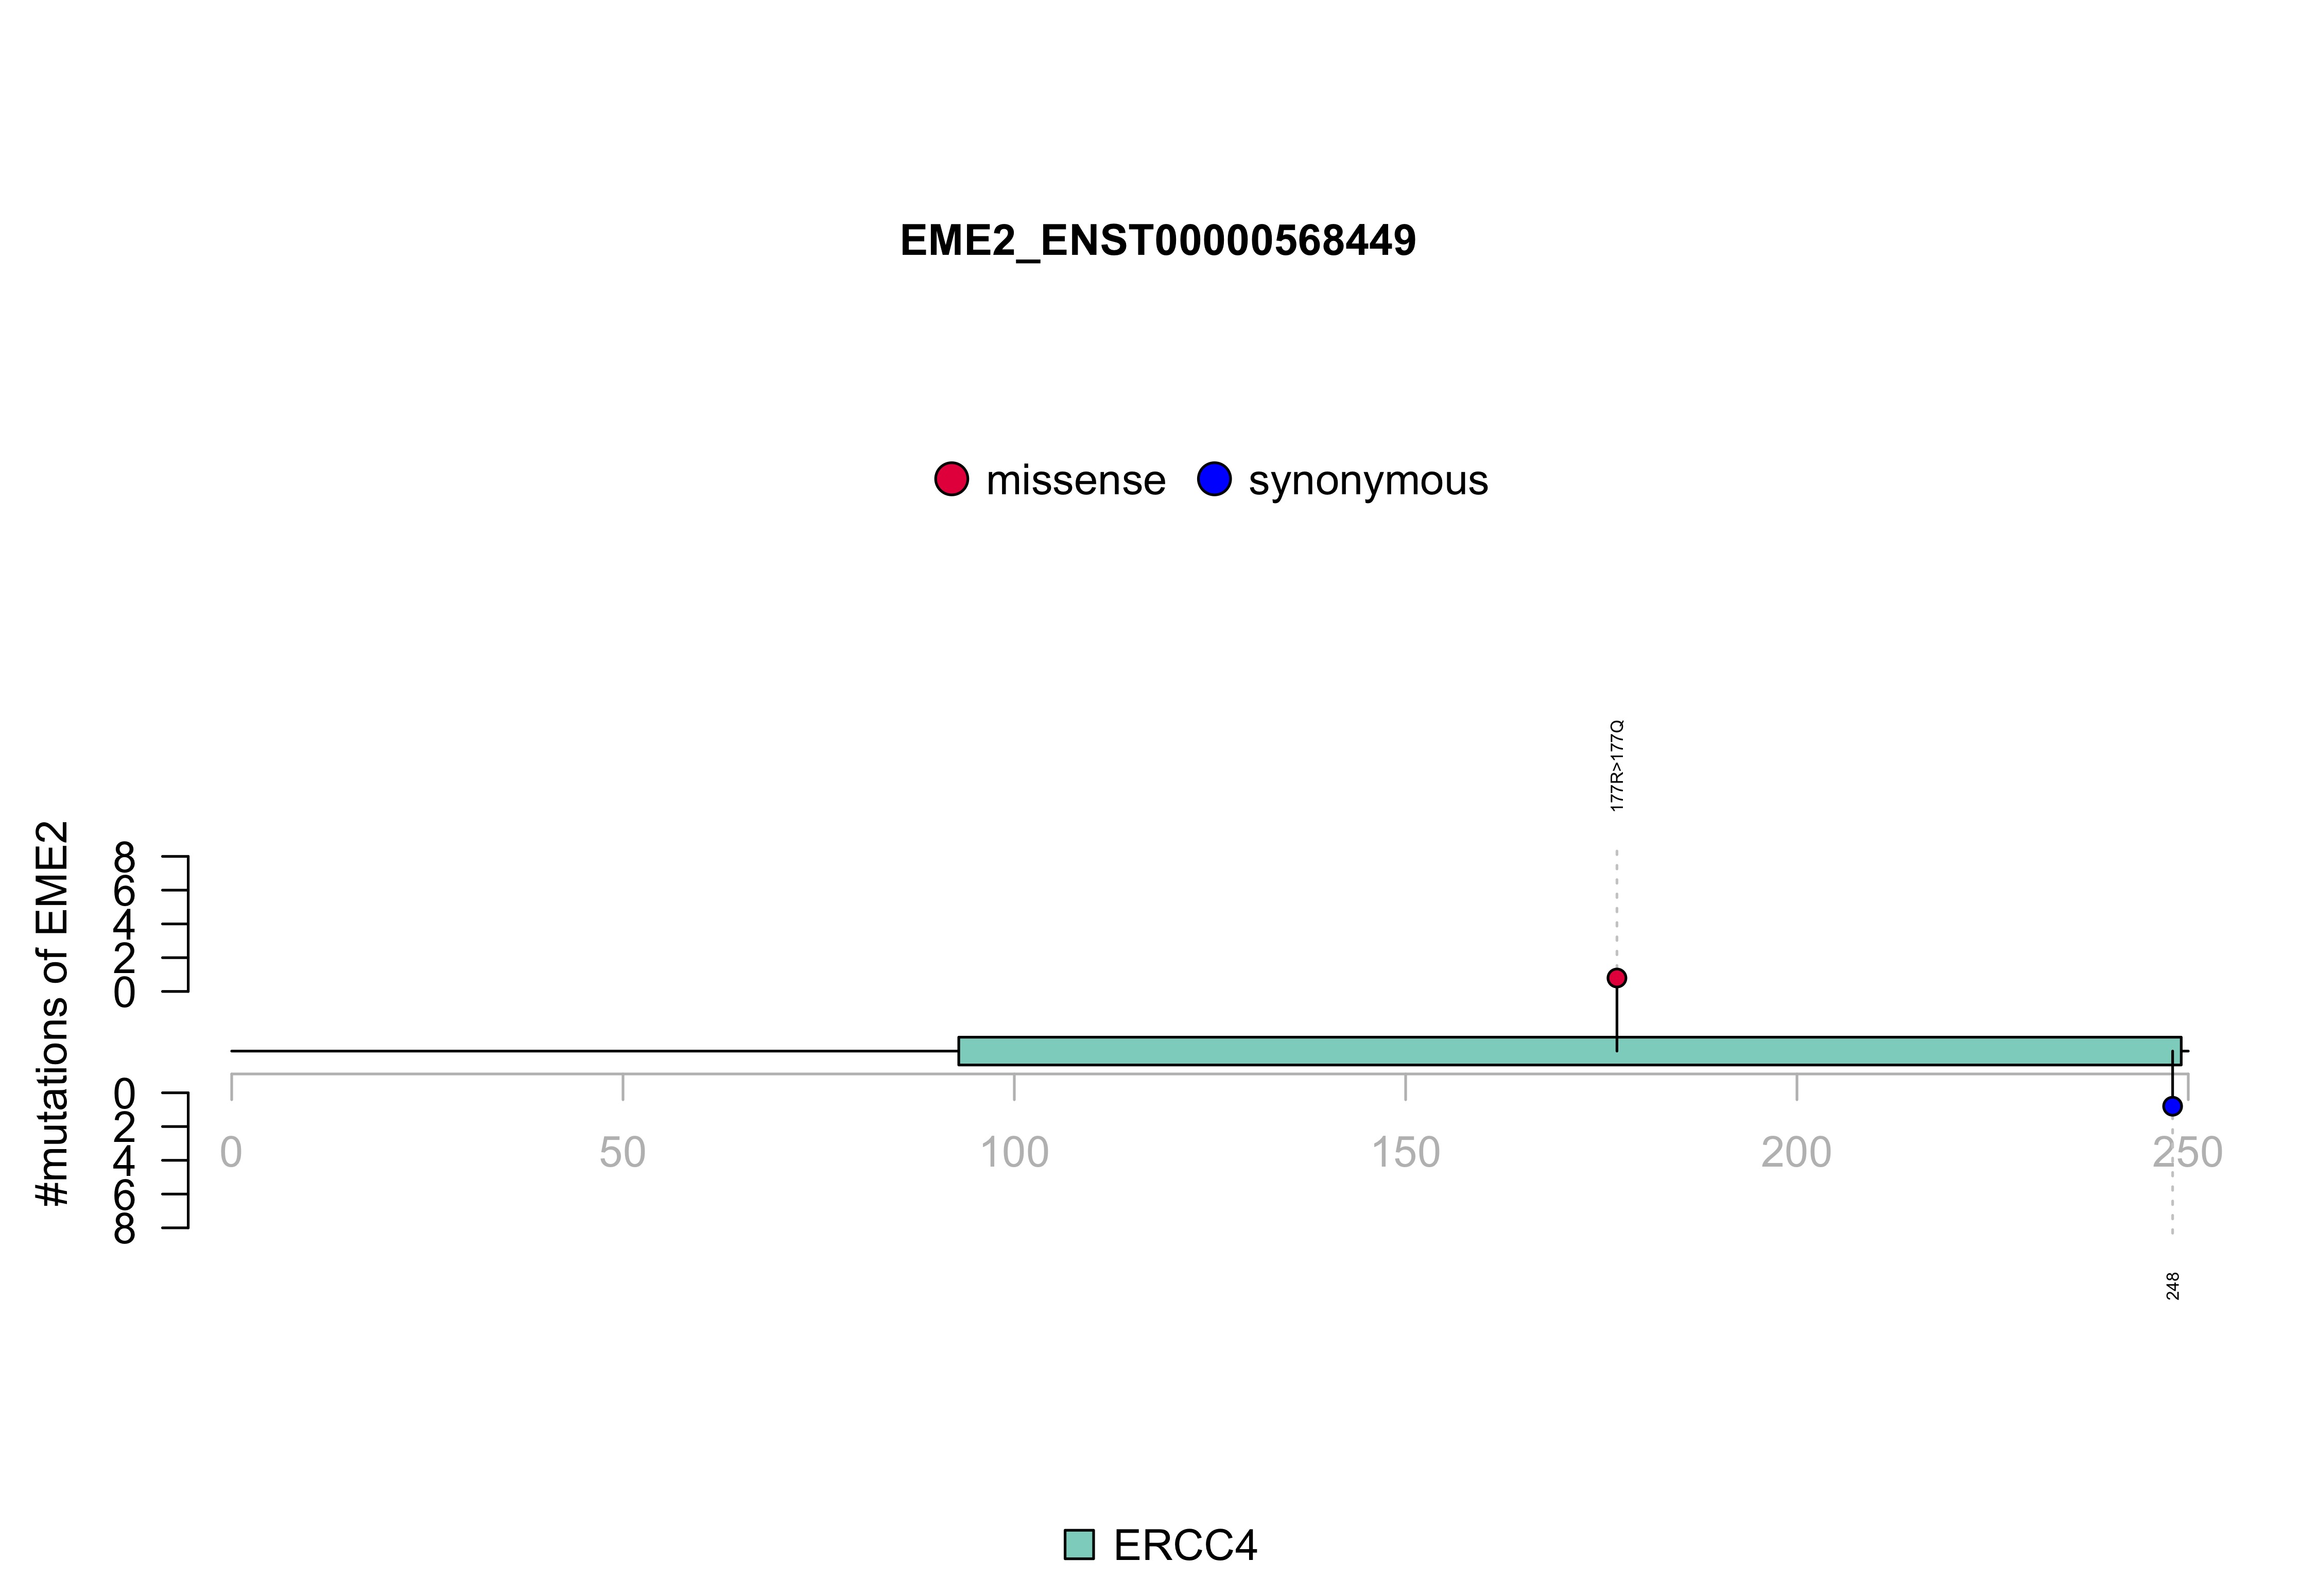 EME2_ENST00000568449
missense synonymous
177R>177Q
#mutations of EME2
8
6
4
2
0
0
2
4
6
8
0 50 100 150 200 250
248
ERCC4